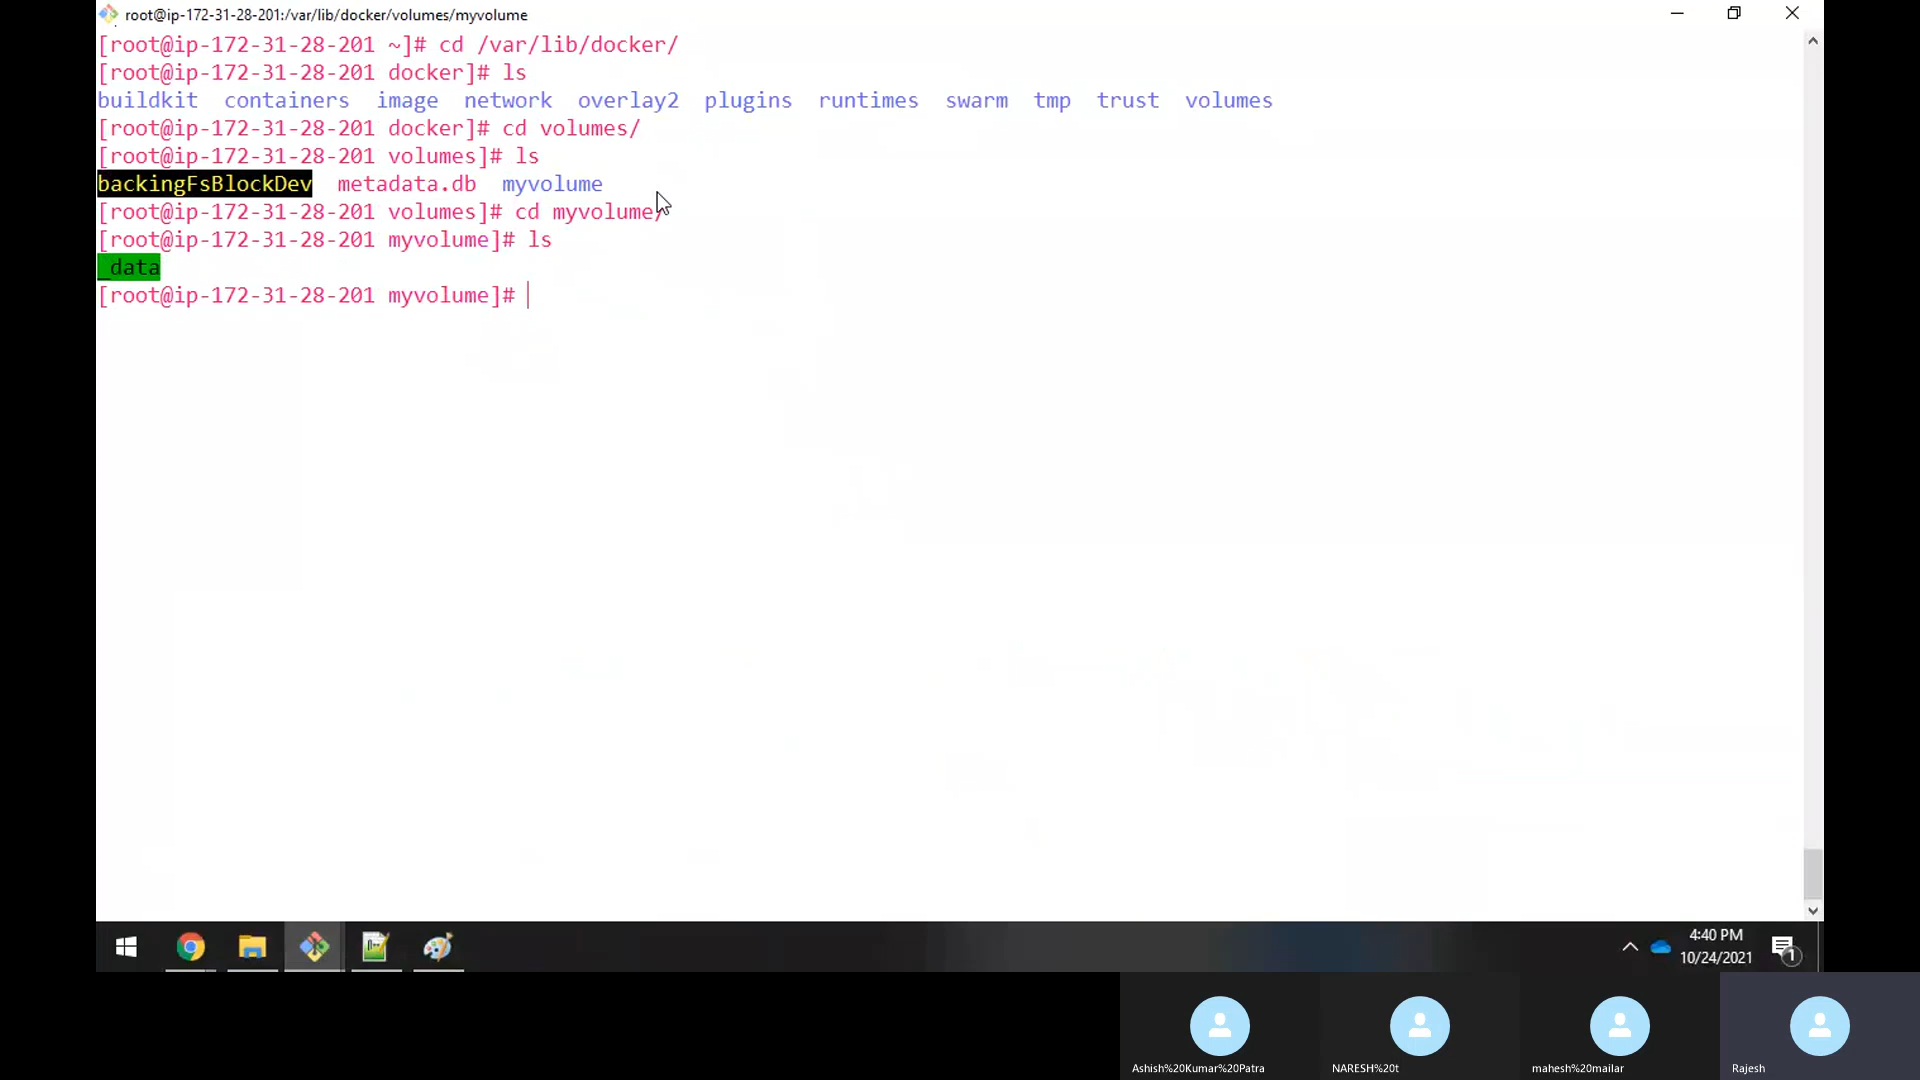 root@ip-172-31-28-201:/var/lib/docker/volumes/myvolume
[root@ip-172-31-28-201 ~]# cd /var/lib/docker/
[root@ip-172-31-28-201 docker]# ls
buildkit  containers  image  network  overlay2  plugins  runtimes  swarm  tmp  trust  volumes
[root@ip-172-31-28-201 docker]# cd volumes/
[root@ip-172-31-28-201 volumes]# ls
backingFsBlockDev  metadata.db  myvolume
[root@ip-172-31-28-201 volumes]# cd myvolume/
[root@ip-172-31-28-201 myvolume]# ls
_data
[root@ip-172-31-28-201 myvolume]#
4:40 PM
10/24/2021
1
Ashish%20Kumar%20Patra
NARESH%20t
mahesh%20mailar
Rajesh